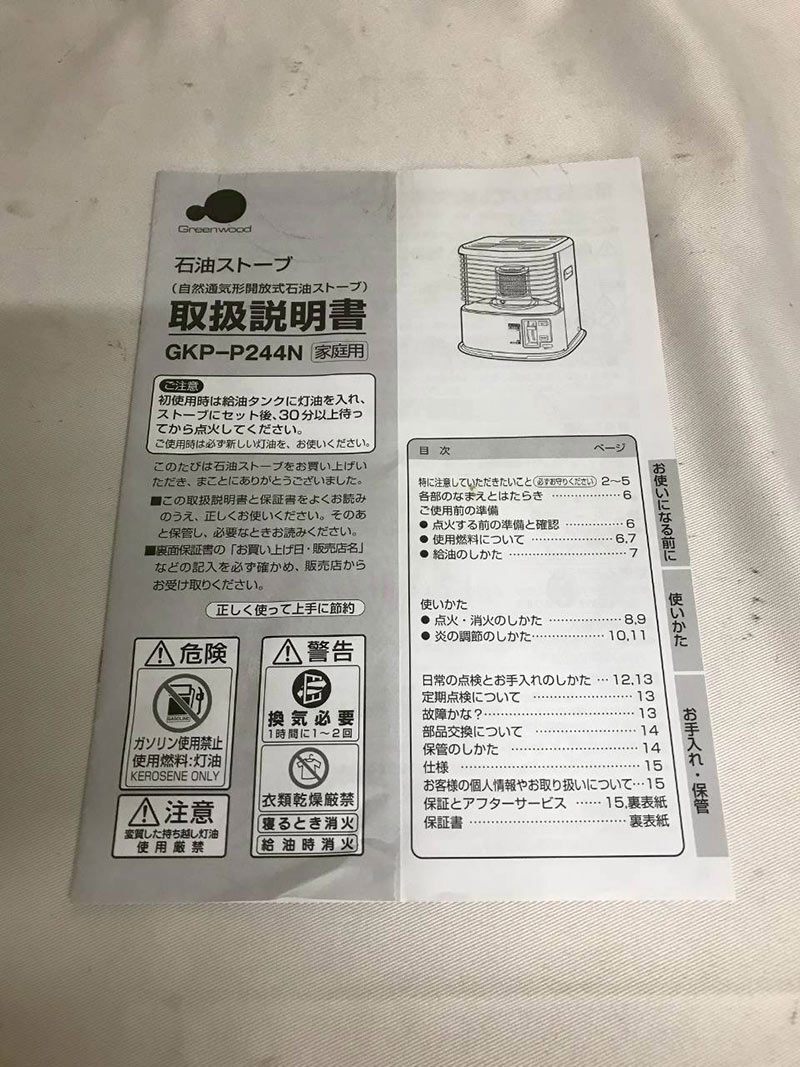 Greenwood
石油ストーブ
(自然通気形開放式石油ストーブ)
取扱説明書
GKP-P244N 家庭用
ご注意
初使用時は給油タンクに灯油を入れ、
ストーブにセット後、30分以上待っ
てから点火してください。
ご使用時は必ず新しい灯油を、お使いください。
このたびは石油ストーブをお買い上げい
ただき、まことにありがとうございました。
■この取扱説明書と保証書をよくお読み
のうえ、正しくお使いください。そのあ
と保管し、必要なときお読みください。
■裏面保証書の「お買い上げ日・販売店名」
などの記入を必ず確かめ、販売店から
お受け取りください。
正しく使って上手に節約
危険
GASOLINE
ガソリン使用禁止
使用燃料:灯油
KEROSENE ONLY
注意
変質した持ち越し灯油
使用厳禁
警告
換気必要
1時間に1〜2回
衣類乾燥厳禁
寝るとき消火
給油時消火
目次 ページ
特に注意していただきたいこと(必ずお守りください) 2〜5
各部のなまえとはたらき ………… 6
ご使用前の準備
● 点火する前の準備と確認 ………… 6
● 使用燃料について ………… 6,7
● 給油のしかた ………… 7
使いかた
● 点火・消火のしかた ………… 8,9
● 炎の調節のしかた ………… 10,11
日常の点検とお手入れのしかた … 12,13
定期点検について ………… 13
故障かな? ………… 13
部品交換について ………… 14
保管のしかた ………… 14
仕様 ………… 15
お客様の個人情報やお取り扱いについて…15
保証とアフターサービス …… 15,裏表紙
保証書 ………… 裏表紙
お使いになる前に
使いかた
お手入れ・保管